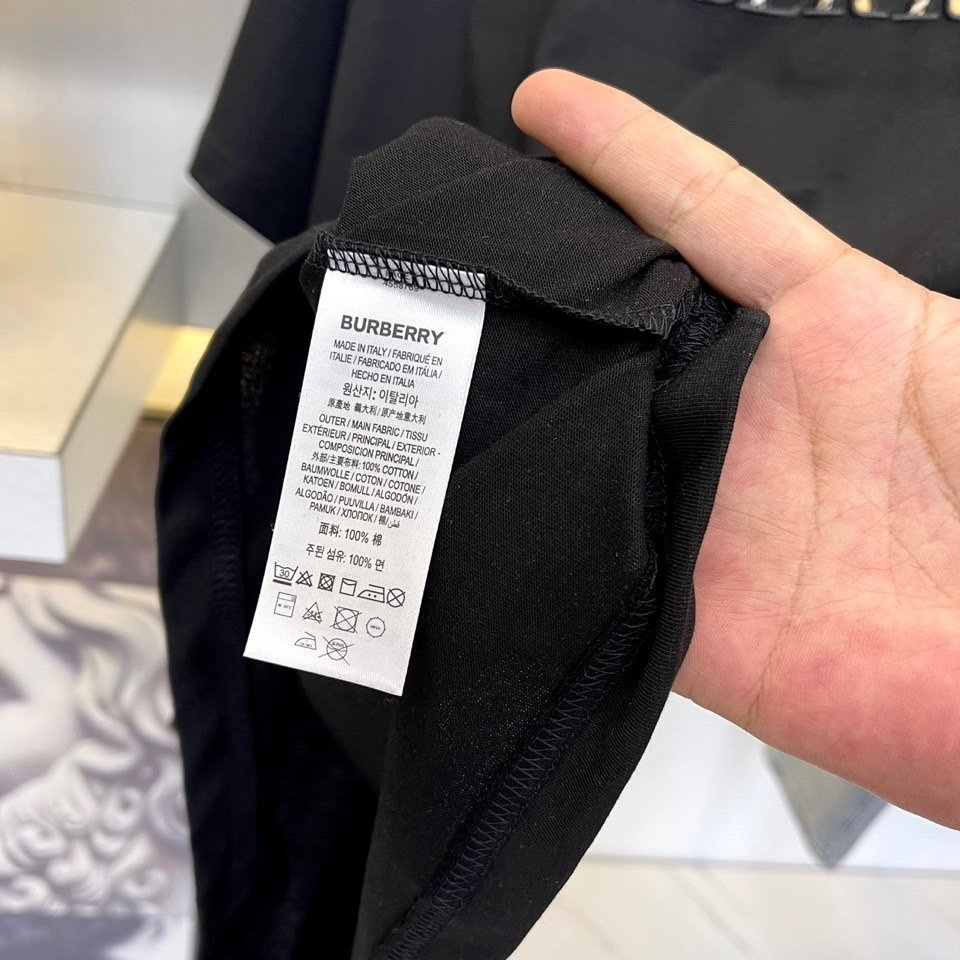 BURBERRY
MADE IN ITALY / FABRIQUÉ EN
ITALIE / FABRICADO EM ITÁLIA /
HECHO EN ITALIA
원산지: 이탈리아
原產地 義大利 / 原产地意大利
OUTER / MAIN FABRIC / TISSU
EXTÉRIEUR / PRINCIPAL / EXTERIOR -
COMPOSICION PRINCIPAL /
外部/主要布料: 100% COTTON /
BAUMWOLLE / COTON / COTONE /
KATOEN / BOMULL / ALGODÓN /
ALGODÃO / PUUVILLA / BAMBAKI /
PAMUK / ХЛОПОК / 棉/قطن
面料: 100% 棉
주된 섬유: 100% 면
30